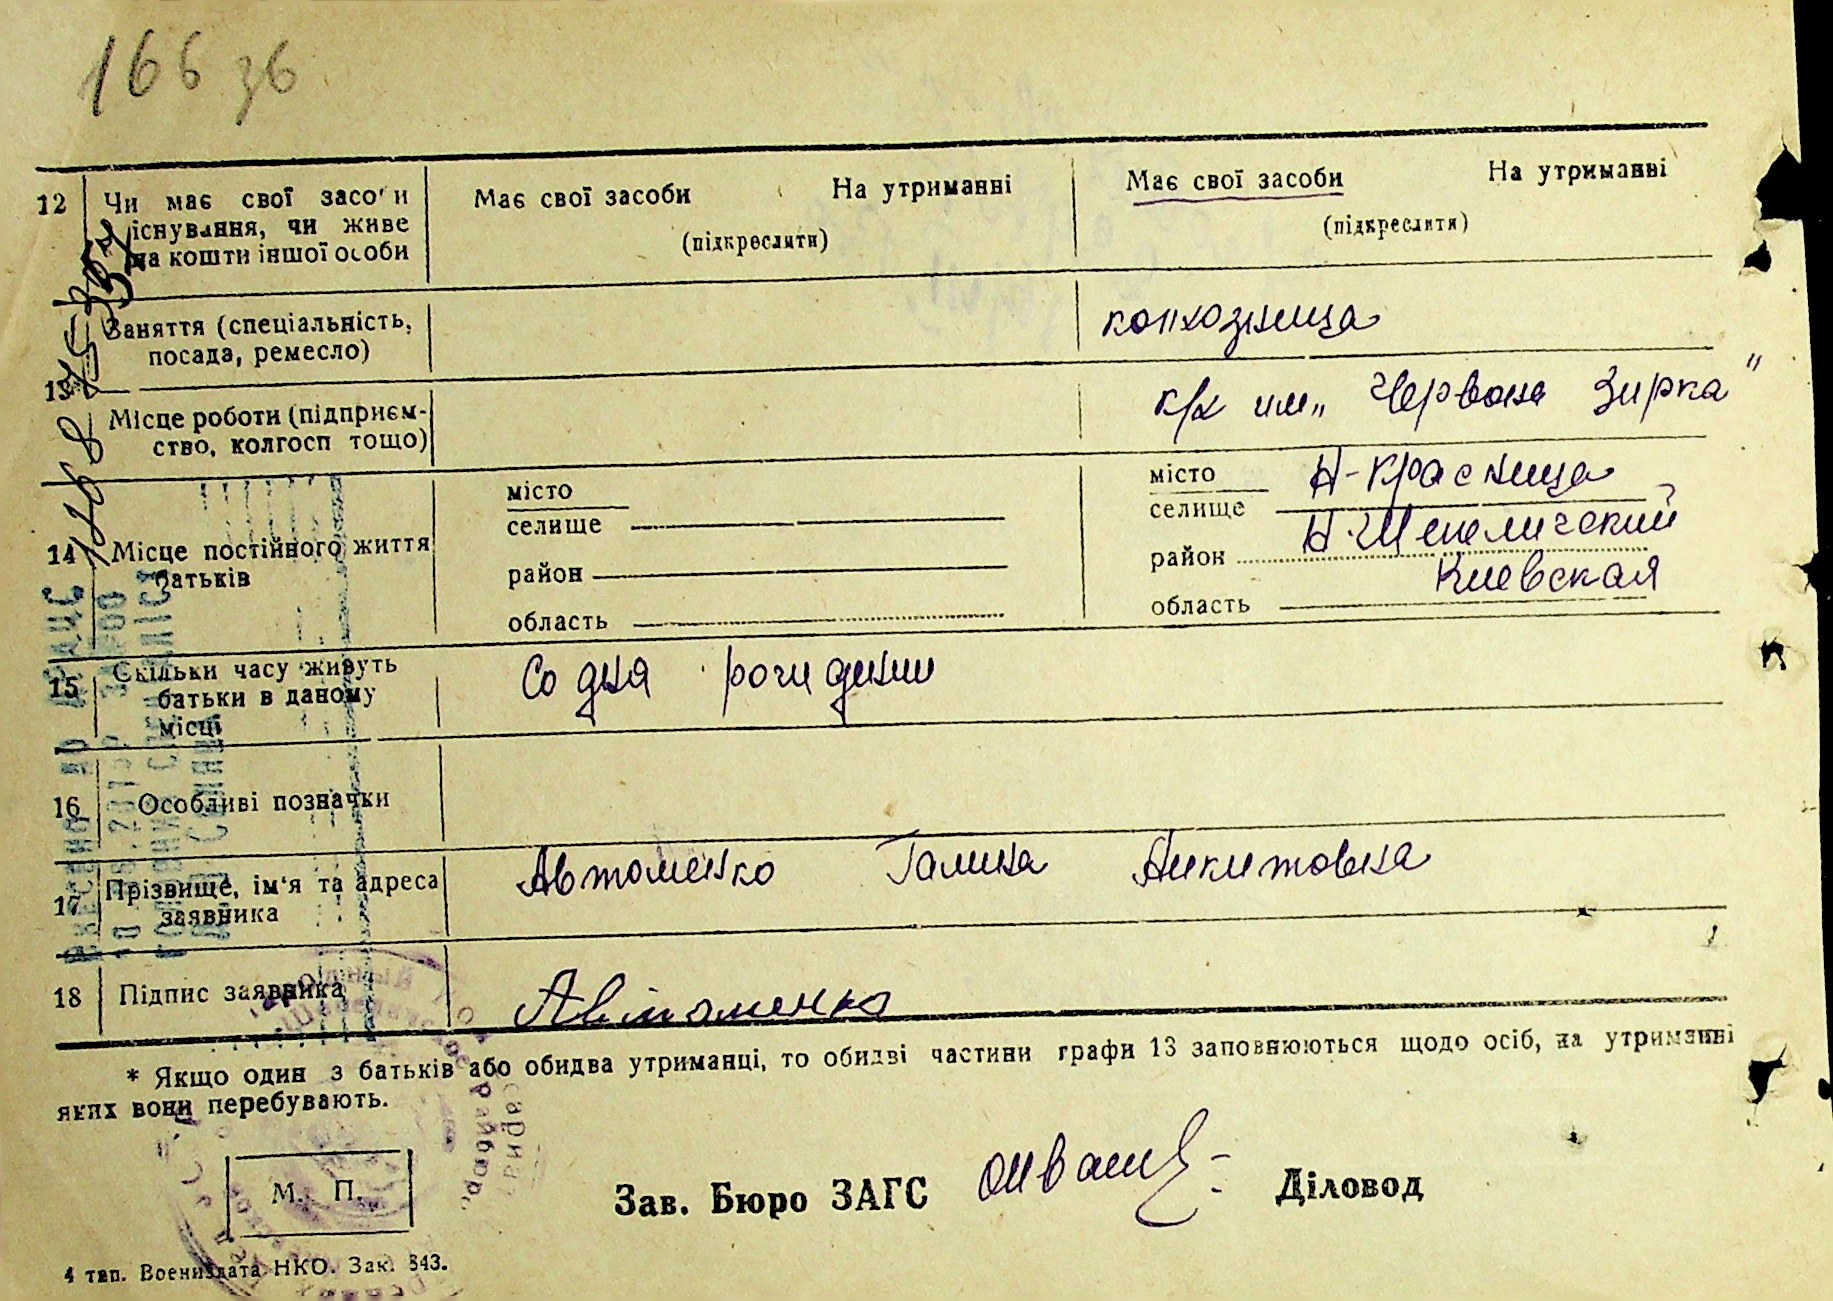 166 зв
12 Чи має свої засоби існування, чи живе на кошти іншої особи
Має свої засоби На утриманні
(підкреслити)
Має свої засоби На утриманні
(підкреслити)
13
Заняття (спеціальність, посада, ремесло)
колхозница
Місце роботи (підприємство, колгосп тощо)
к/х им „Червона Зирка"
14 Місце постійного життя батьків
місто
селище
район
область
місто
селище Н-Красница
район Н-Шепеличский
область Киевская
15 Скільки часу живуть батьки в даному місці
Со дня рождении
16 Особливі позначки
17 Прізвище, ім'я та адреса заявника
Автоменко Галина Никитовна
18 Підпис заявника
Автоменко
* Якщо один з батьків або обидва утриманці, то обидві частини графи 13 заповнюються щодо осіб, на утриманні
яких вони перебувають.
М. П.
Зав. Бюро ЗАГС
Діловод
4 тип. Воениздата НКО. Зак. 843.